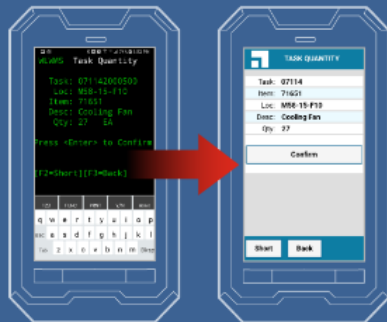 Task Quantity
Task: 071142000500
Loc: M58-15-F10
Item: 71651
Desc: Cooling Fan
Qty: 27 EA
Press <Enter> to Confirm
[F2=Short][F3=Back]
q w e r t y u i o p
a s d f g h j k l
z x c v b n m
TASK QUANTITY
Task: 07114
Item: 71651
Loc: M58-15-F10
Desc: Cooling Fan
Qty: 27
Confirm
Short Back